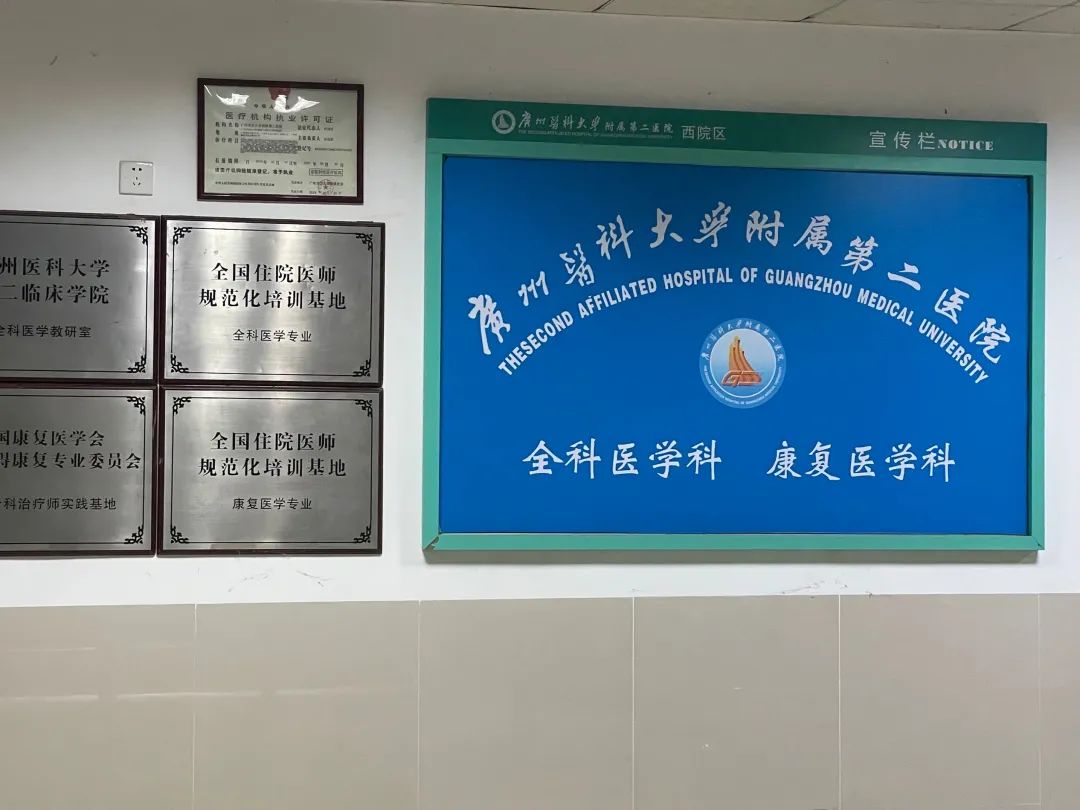 医疗机构执业许可证
州医科大学
二临床学院
全科医学教研室
全国住院医师
规范化培训基地
全科医学专业
国康复医学会
得康复专业委员会
科治疗师实践基地
全国住院医师
规范化培训基地
康复医学专业
廣州醫科大学附属第二医院 西院区
宣传栏NOTICE
廣州醫科大学附属第二医院
THESECOND AFFILIATED HOSPITAL OF GUANGZHOU MEDICAL UNIVERSITY
全科医学科 康复医学科